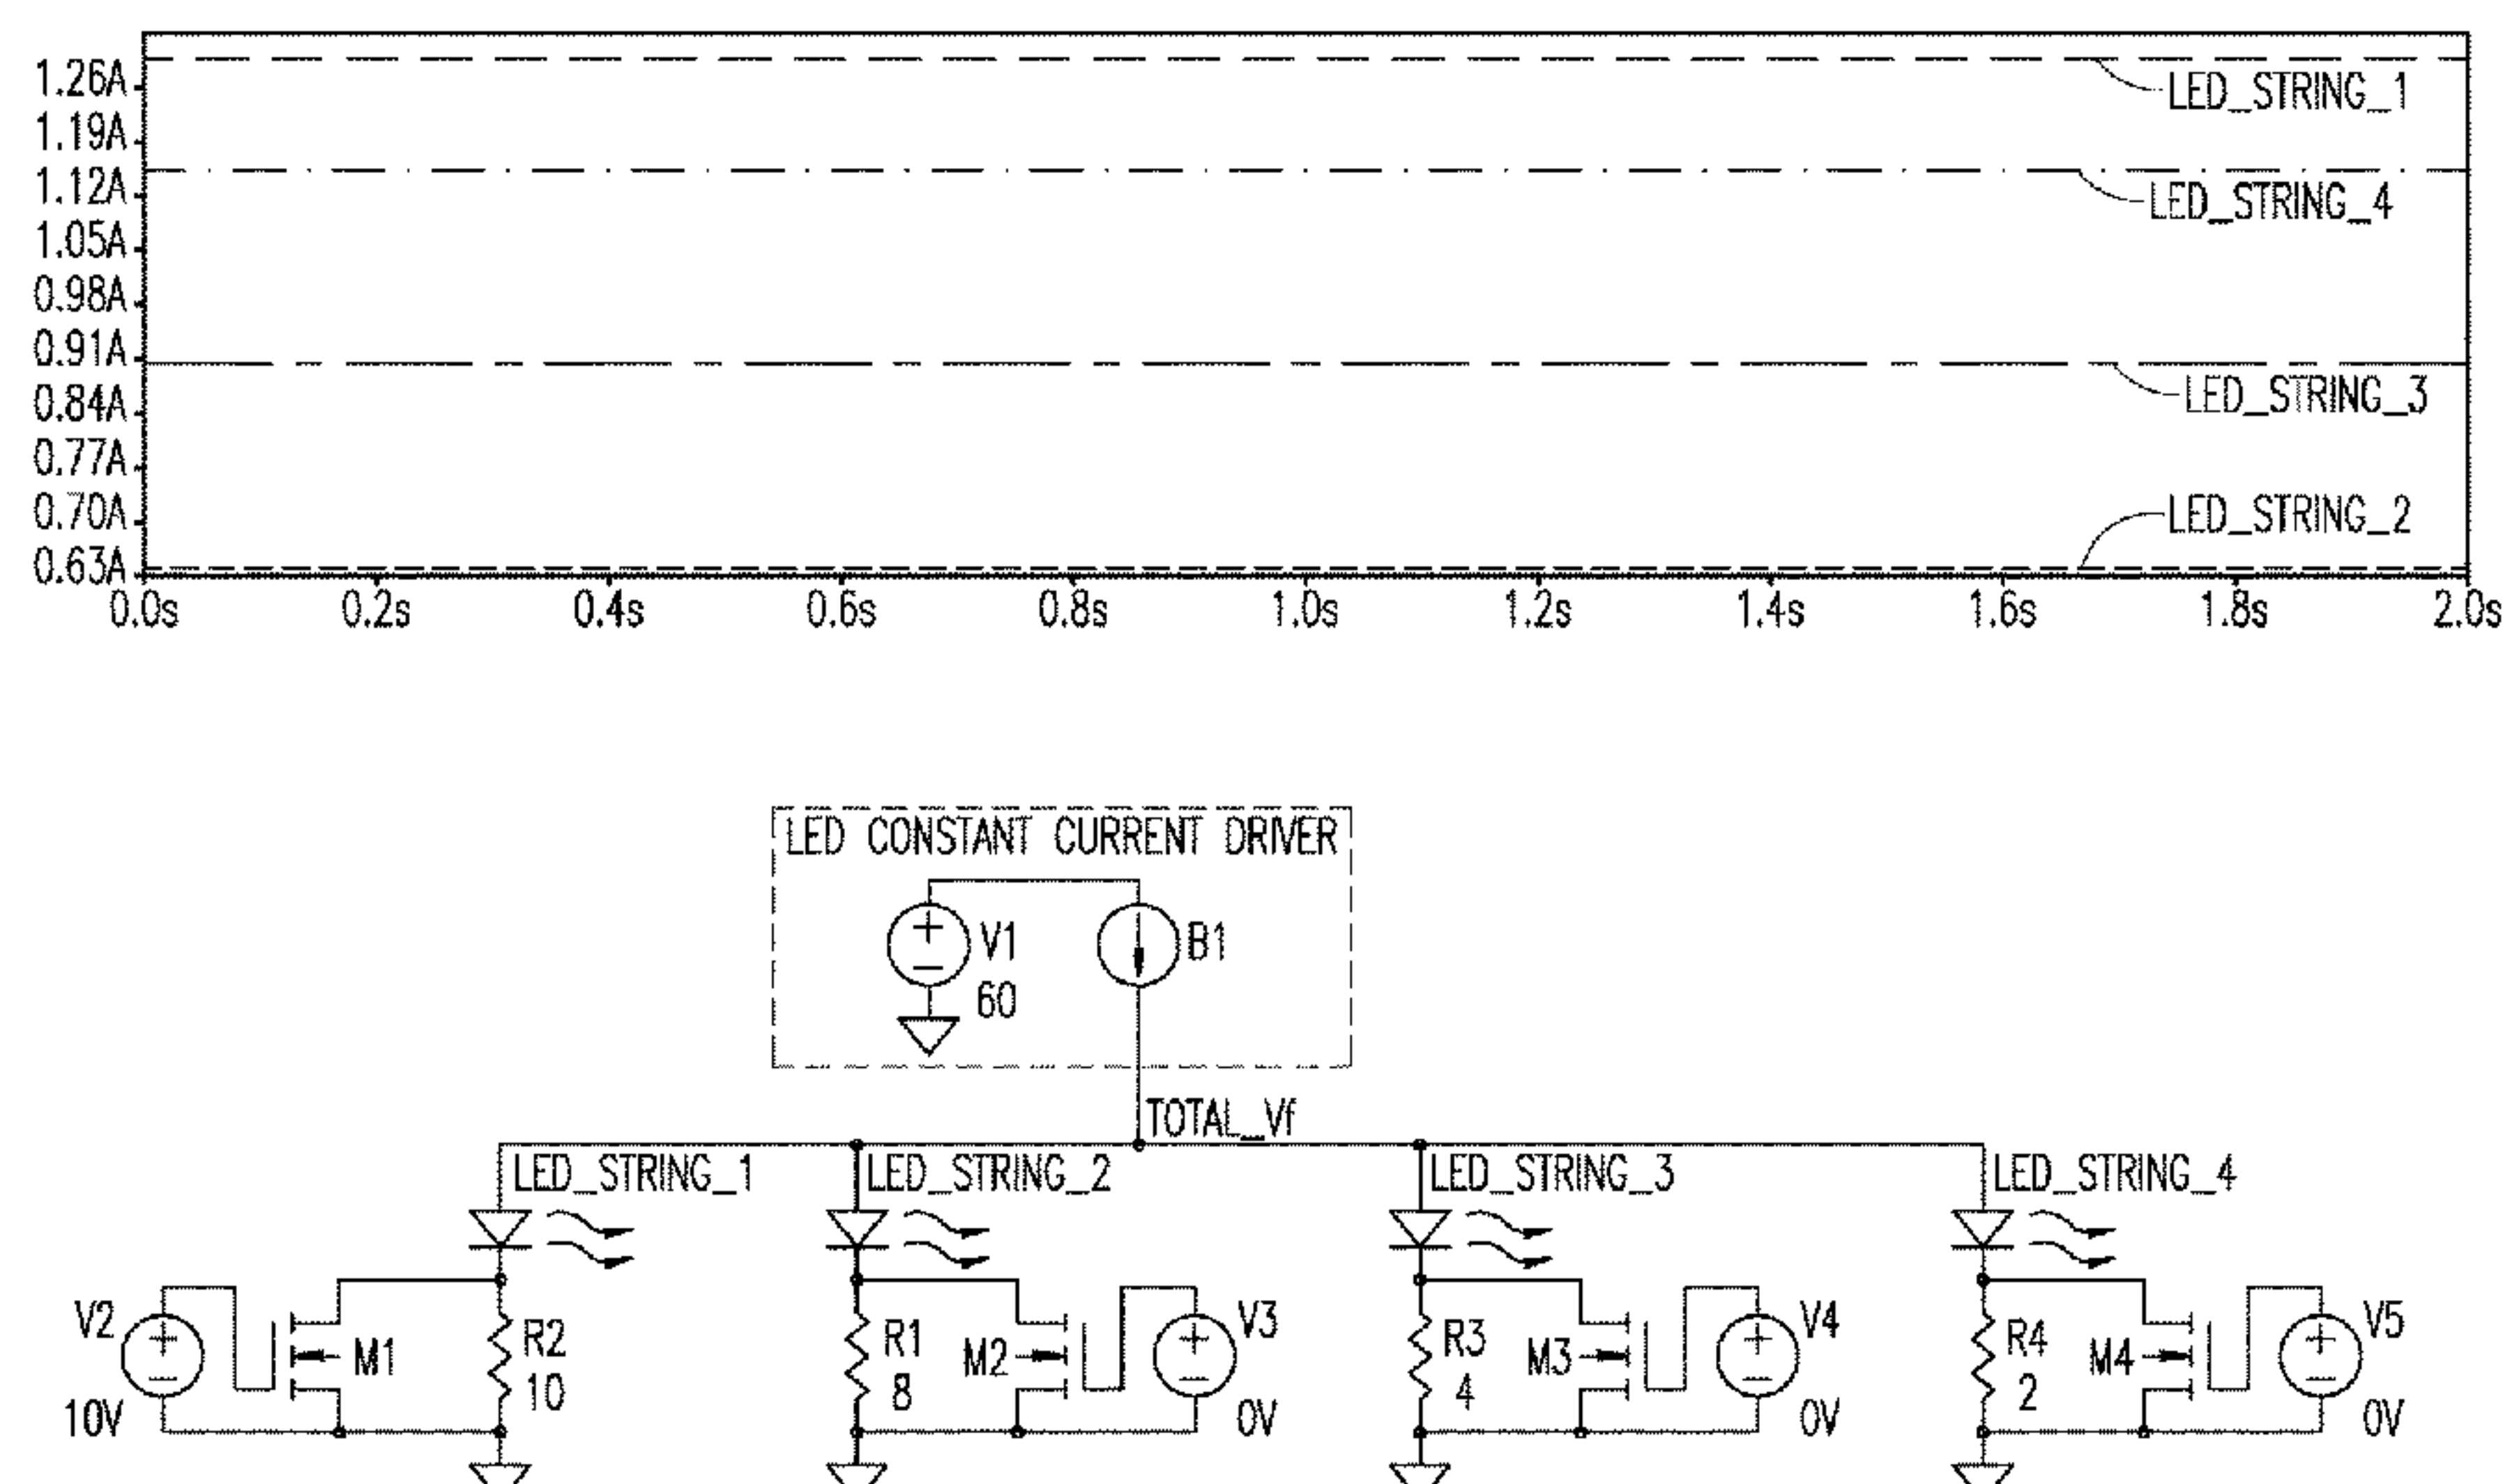 1.26A
1.19A
1.12A
1.05A
0.98A
0.91A
0.84A
0.77A
0.70A
0.63A
LED_STRING_1
LED_STRING_4
LED_STRING_3
LED_STRING_2
0.0s 0.2s 0.4s 0.6s 0.8s 1.0s 1.2s 1.4s 1.6s 1.8s 2.0s
LED CONSTANT CURRENT DRIVER
V1
60
B1
TOTAL_Vf
LED_STRING_1 LED_STRING_2 LED_STRING_3 LED_STRING_4
V2
10V
M1
R2
10
R1
8
M2
V3
0V
R3
4
M3
V4
0V
R4
2
M4
V5
0V